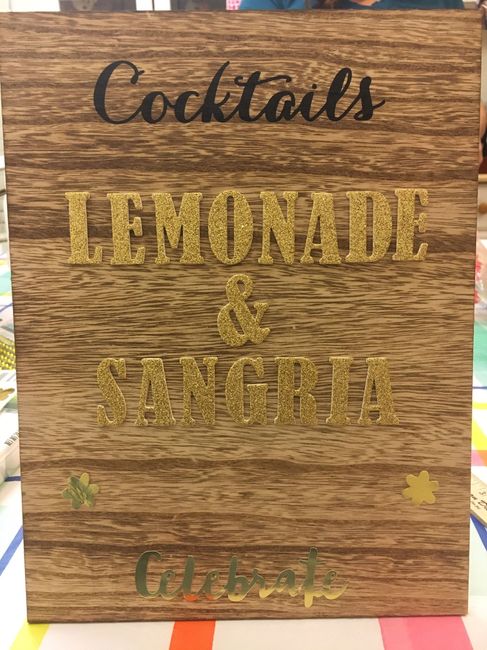 Cocktails
LEMONADE
&
SANGRIA
Celebrate